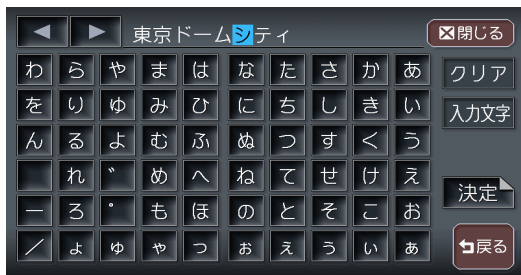 ◀ ▶ 東京ドームシティ ☒閉じる
わ ら や ま は な た さ か あ クリア
を り ゆ み ひ に ち し き い 入力文字
ん る よ む ふ ぬ つ す く う
れ ゛ め へ ね て せ け え 決定
ー ろ ゜ も ほ の と そ こ お
／ ょ ゅ ゃ っ ぉ ぇ ぅ ぃ ぁ 戻る